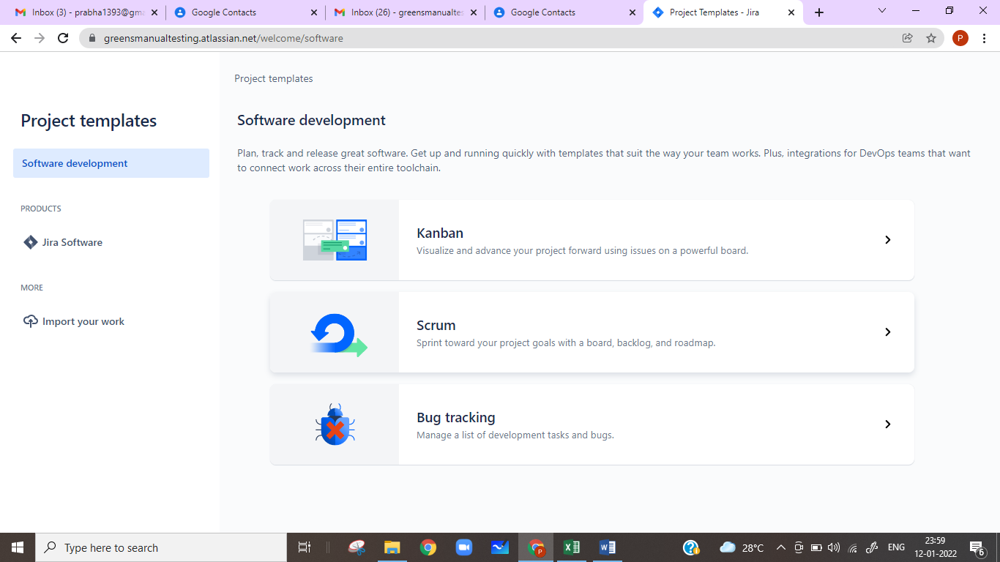 Inbox (3) - prabha1393@gma
Google Contacts
Inbox (26) - greensmanualtes
Google Contacts
Project Templates - Jira
greensmanualtesting.atlassian.net/welcome/software
P
Project templates
Project templates
Software development
PRODUCTS
Jira Software
MORE
Import your work
Software development
Plan, track and release great software. Get up and running quickly with templates that suit the way your team works. Plus, integrations for DevOps teams that want
to connect work across their entire toolchain.
Kanban
Visualize and advance your project forward using issues on a powerful board.
Scrum
Sprint toward your project goals with a board, backlog, and roadmap.
Bug tracking
Manage a list of development tasks and bugs.
Type here to search
28°C
ENG
23:59
12-01-2022
6